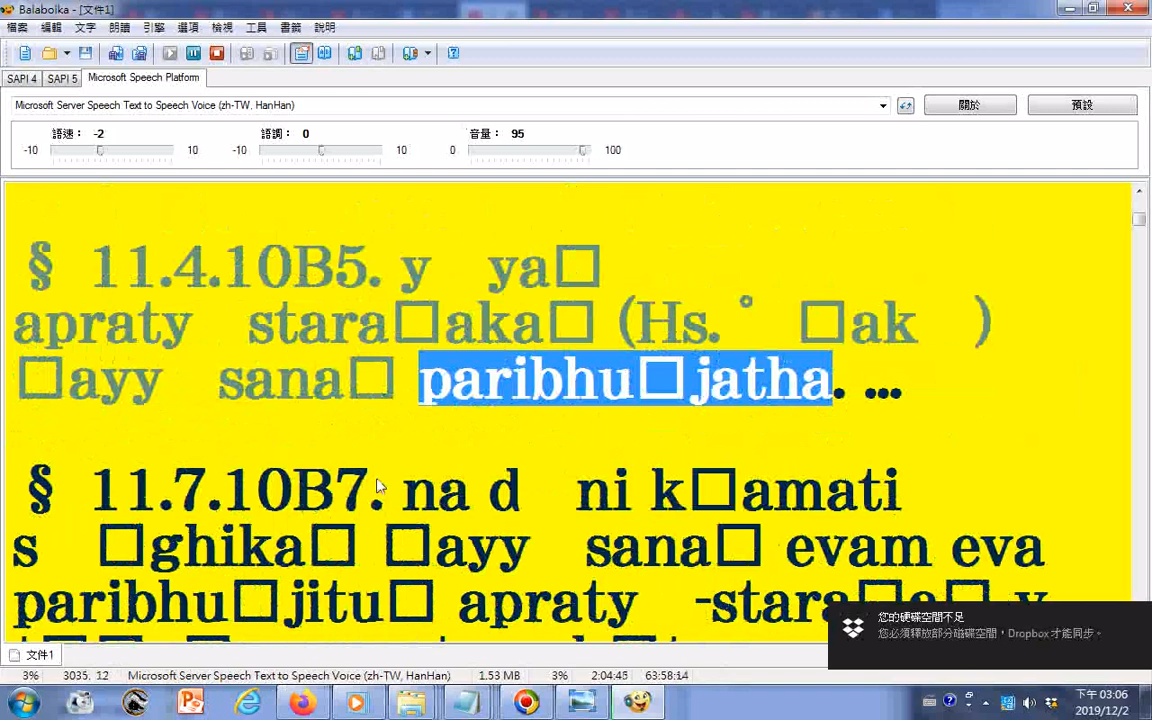 Balabolka - [文件1]
檔案 編輯 文字 朗讀 引擎 選項 檢視 工具 書籤 說明
SAPI 4 SAPI 5 Microsoft Speech Platform
Microsoft Server Speech Text to Speech Voice (zh-TW, HanHan) 關於 預設
語速： -2 語調： 0 音量： 95
-10 10 -10 10 0 100
§ 11.4.10B5. y ya□
apraty stara□aka□ (Hs. ° □ak )
□ayy sana□ paribhu□jatha. ...
§ 11.7.10B7. na d ni k□amati
s □ghika□ □ayy sana□ evam eva
paribhu□jitu□ apraty -stara□a□ y
您的硬碟空間不足
您必須釋放部分磁碟空間，Dropbox 才能同步。
文件1
3% 3035, 12 Microsoft Server Speech Text to Speech Voice (zh-TW, HanHan) 1.53 MB 3% 2:04:45 63:58:14
下午 03:06
2019/12/2